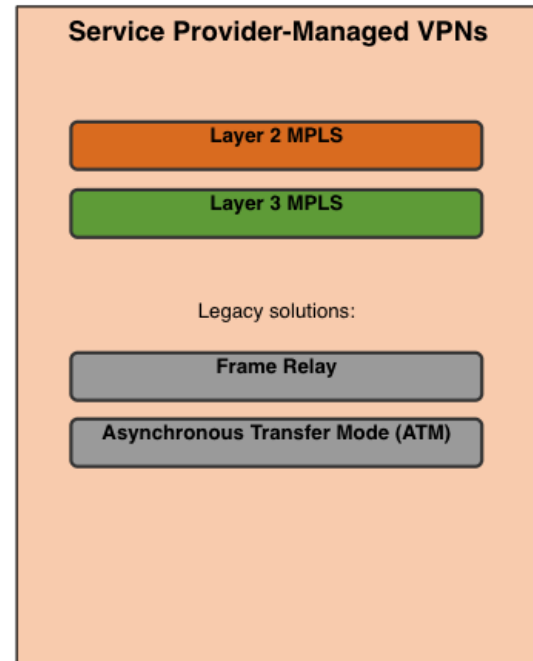 Service Provider-Managed VPNs
Layer 2 MPLS
Layer 3 MPLS
Legacy solutions:
Frame Relay
Asynchronous Transfer Mode (ATM)